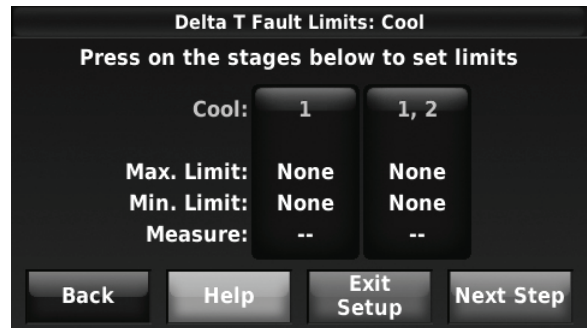 Delta T Fault Limits: Cool
Press on the stages below to set limits
Cool: 1 1, 2
Max. Limit: None None
Min. Limit: None None
Measure: -- --
Back Help Exit Setup Next Step